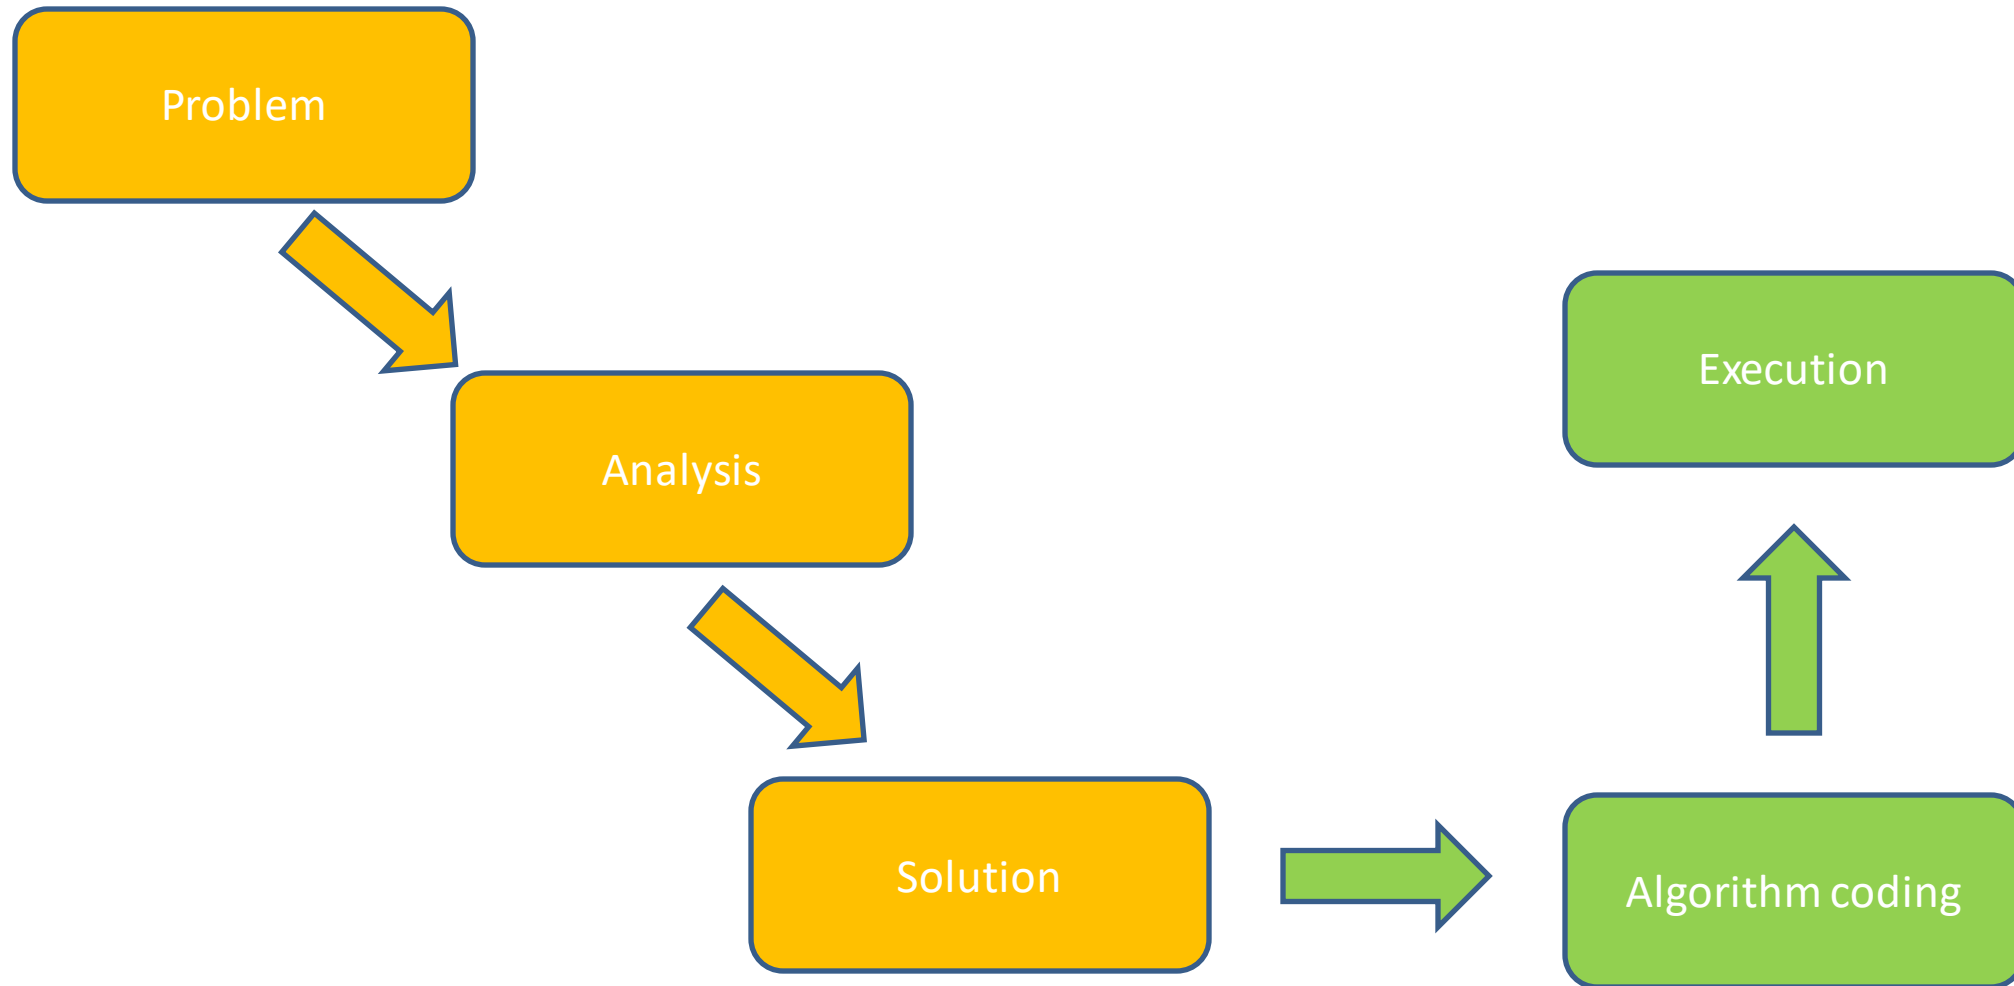 Problem
Analysis
Solution
Algorithm coding
Execution